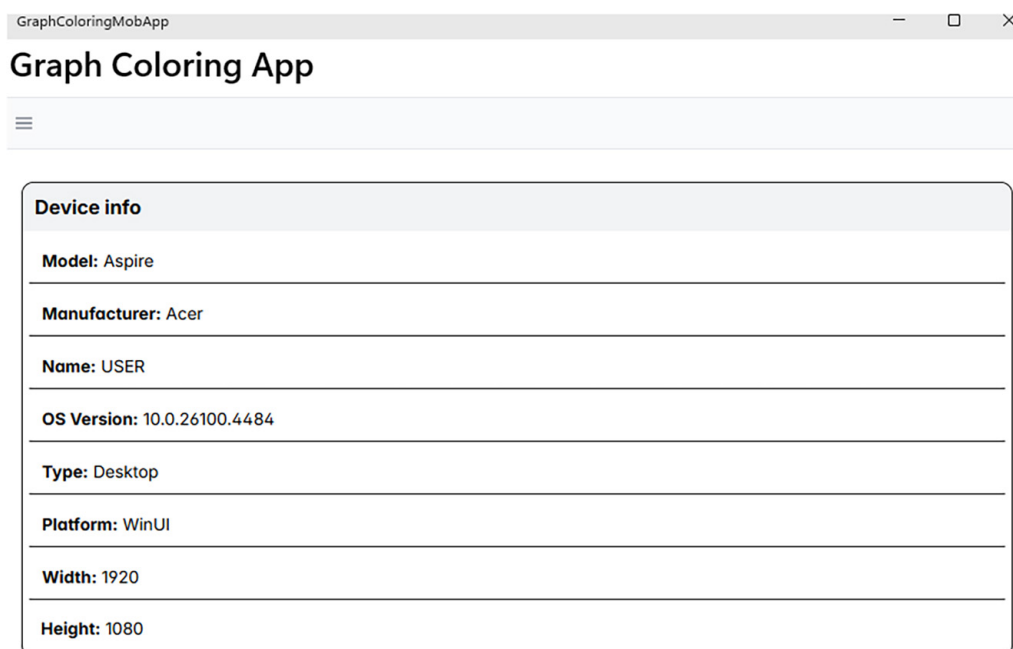 GraphColoringMobApp
Graph Coloring App
Device info
Model: Aspire
Manufacturer: Acer
Name: USER
OS Version: 10.0.26100.4484
Type: Desktop
Platform: WinUI
Width: 1920
Height: 1080